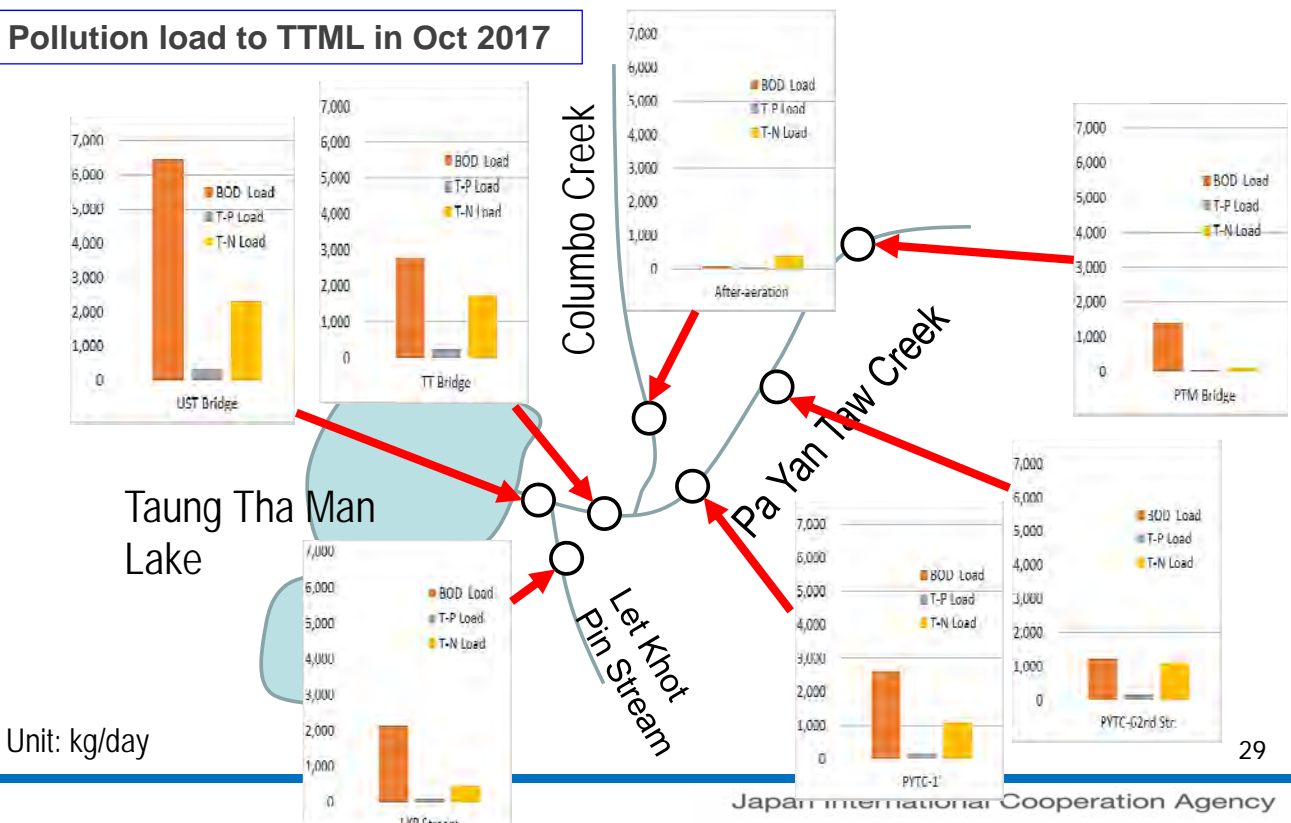 Pollution load to TTML in Oct 2017
7,000
6,000
5,000
4,000
3,000
2,000
1,000
0
BOD Load
T-P Load
T-N Load
UST Bridge
7,000
6,000
5,000
4,000
3,000
2,000
1,000
0
BOD Load
T-P Load
T-N Load
TT Bridge
Columbo Creek
7,000
6,000
5,000
4,000
3,000
2,000
1,000
0
BOD Load
T-P Load
T-N Load
After-aeration
7,000
6,000
5,000
4,000
3,000
2,000
1,000
0
BOD Load
T-P Load
T-N Load
PTM Bridge
Pa Yan Taw Creek
Taung Tha Man
Lake
7,000
6,000
5,000
4,000
3,000
2,000
1,000
0
BOD Load
T-P Load
T-N Load
LKP Stream
Let Khot
Pin Stream
7,000
6,000
5,000
4,000
3,000
2,000
1,000
0
BOD Load
T-P Load
T-N Load
PYTC-1
7,000
6,000
5,000
4,000
3,000
2,000
1,000
0
BOD Load
T-P Load
T-N Load
PYTC-62nd Str.
Unit: kg/day
29
Japan International Cooperation Agency